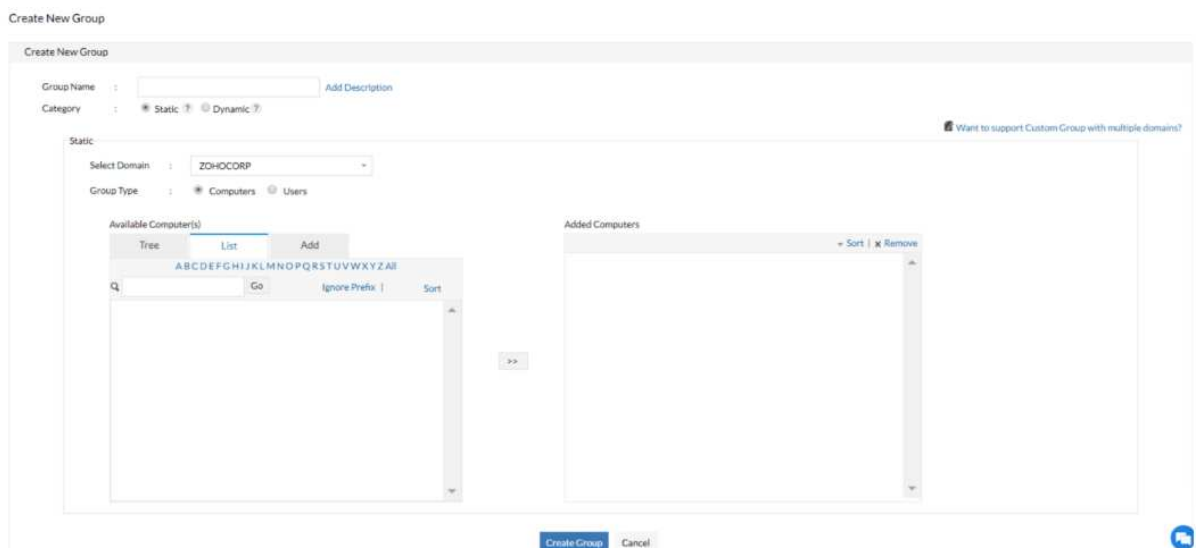 Create New Group
Create New Group
Group Name : Add Description
Category : Static ? Dynamic ?
Want to support Custom Group with multiple domains?
Static
Select Domain : ZOHOCORP
Group Type : Computers Users
Available Computer(s) Added Computers
Tree List Add Sort | x Remove
A B C D E F G H I J K L M N O P Q R S T U V W X Y Z All
Go Ignore Prefix | Sort
>>
Create Group Cancel